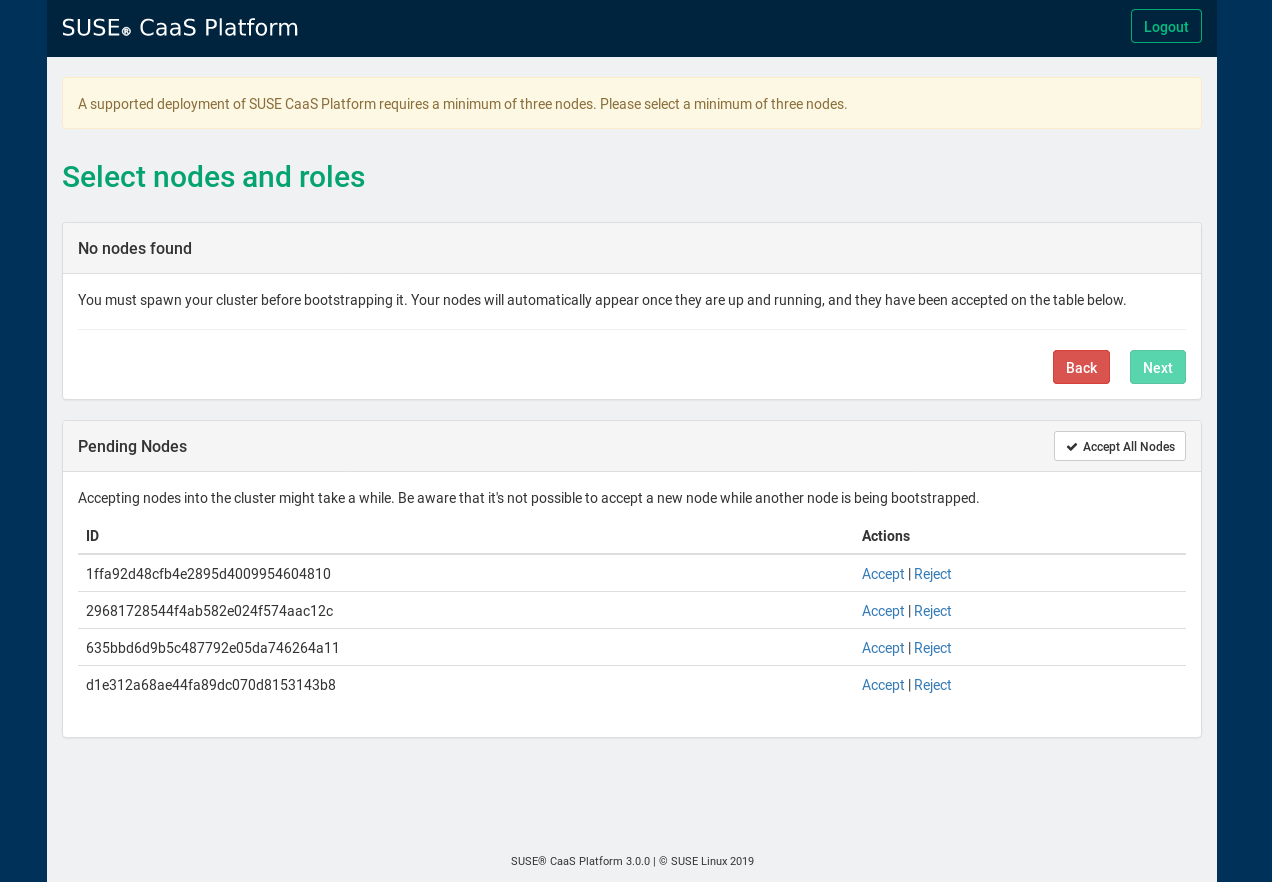 SUSE® CaaS Platform
Logout
A supported deployment of SUSE CaaS Platform requires a minimum of three nodes. Please select a minimum of three nodes.
Select nodes and roles
No nodes found
You must spawn your cluster before bootstrapping it. Your nodes will automatically appear once they are up and running, and they have been accepted on the table below.
Back Next
Pending Nodes
Accept All Nodes
Accepting nodes into the cluster might take a while. Be aware that it's not possible to accept a new node while another node is being bootstrapped.
ID Actions
1ffa92d48cfb4e2895d4009954604810 Accept | Reject
29681728544f4ab582e024f574aac12c Accept | Reject
635bbd6d9b5c487792e05da746264a11 Accept | Reject
d1e312a68ae44fa89dc070d8153143b8 Accept | Reject
SUSE® CaaS Platform 3.0.0 | © SUSE Linux 2019